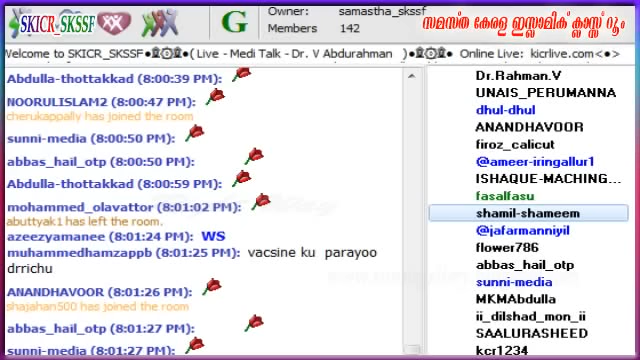 SKICR_SKSSF
G
Owner: samastha_skssf
Members 142
സമസ്ത കേരള ഇസ്ലാമിക് ക്ലാസ്സ് റൂം
Welcome to SKICR_SKSSF●۩۞۩●( Live - Medi Talk - Dr. V Abdurahman ) ●۩۞۩● Online Live: kicrlive.com <
Abdulla-thottakkad (8:00:39 PM):
NOORULISLAM2 (8:00:47 PM):
cherukappally has joined the room
sunni-media (8:00:50 PM):
abbas_hail_otp (8:00:50 PM):
Abdulla-thottakkad (8:00:59 PM):
mohammed_olavattor (8:01:02 PM):
abuttyak1 has left the room.
azeezyamanee (8:01:24 PM): WS
muhammedhamzappb (8:01:25 PM): vacsine ku parayoo
drrichu
ANANDHAVOOR (8:01:26 PM):
shajahan500 has joined the room
abbas_hail_otp (8:01:27 PM):
sunni-media (8:01:27 PM):
Dr.Rahman.V
UNAIS_PERUMANNA
dhul-dhul
ANANDHAVOOR
firoz_calicut
@ameer-iringallur1
ISHAQUE-MACHING...
fasalfasu
shamil-shameem
@jafarmanniyil
flower786
abbas_hail_otp
sunni-media
MKMAbdulla
ii_dilshad_mon_ii
SAALURASHEED
kcr1234